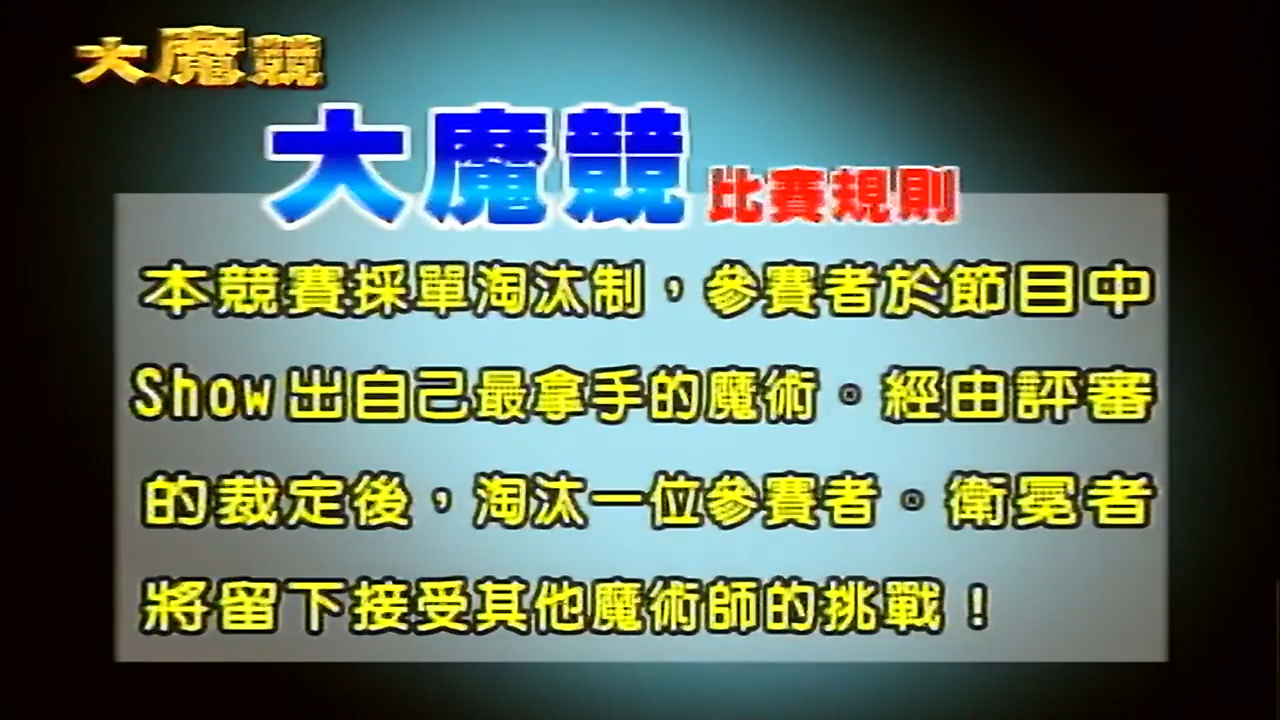 大魔競
大魔競 比賽規則
本競賽採單淘汰制，參賽者於節目中
Show出自己最拿手的魔術。經由評審
的裁定後，淘汰一位參賽者。衛冕者
將留下接受其他魔術師的挑戰！